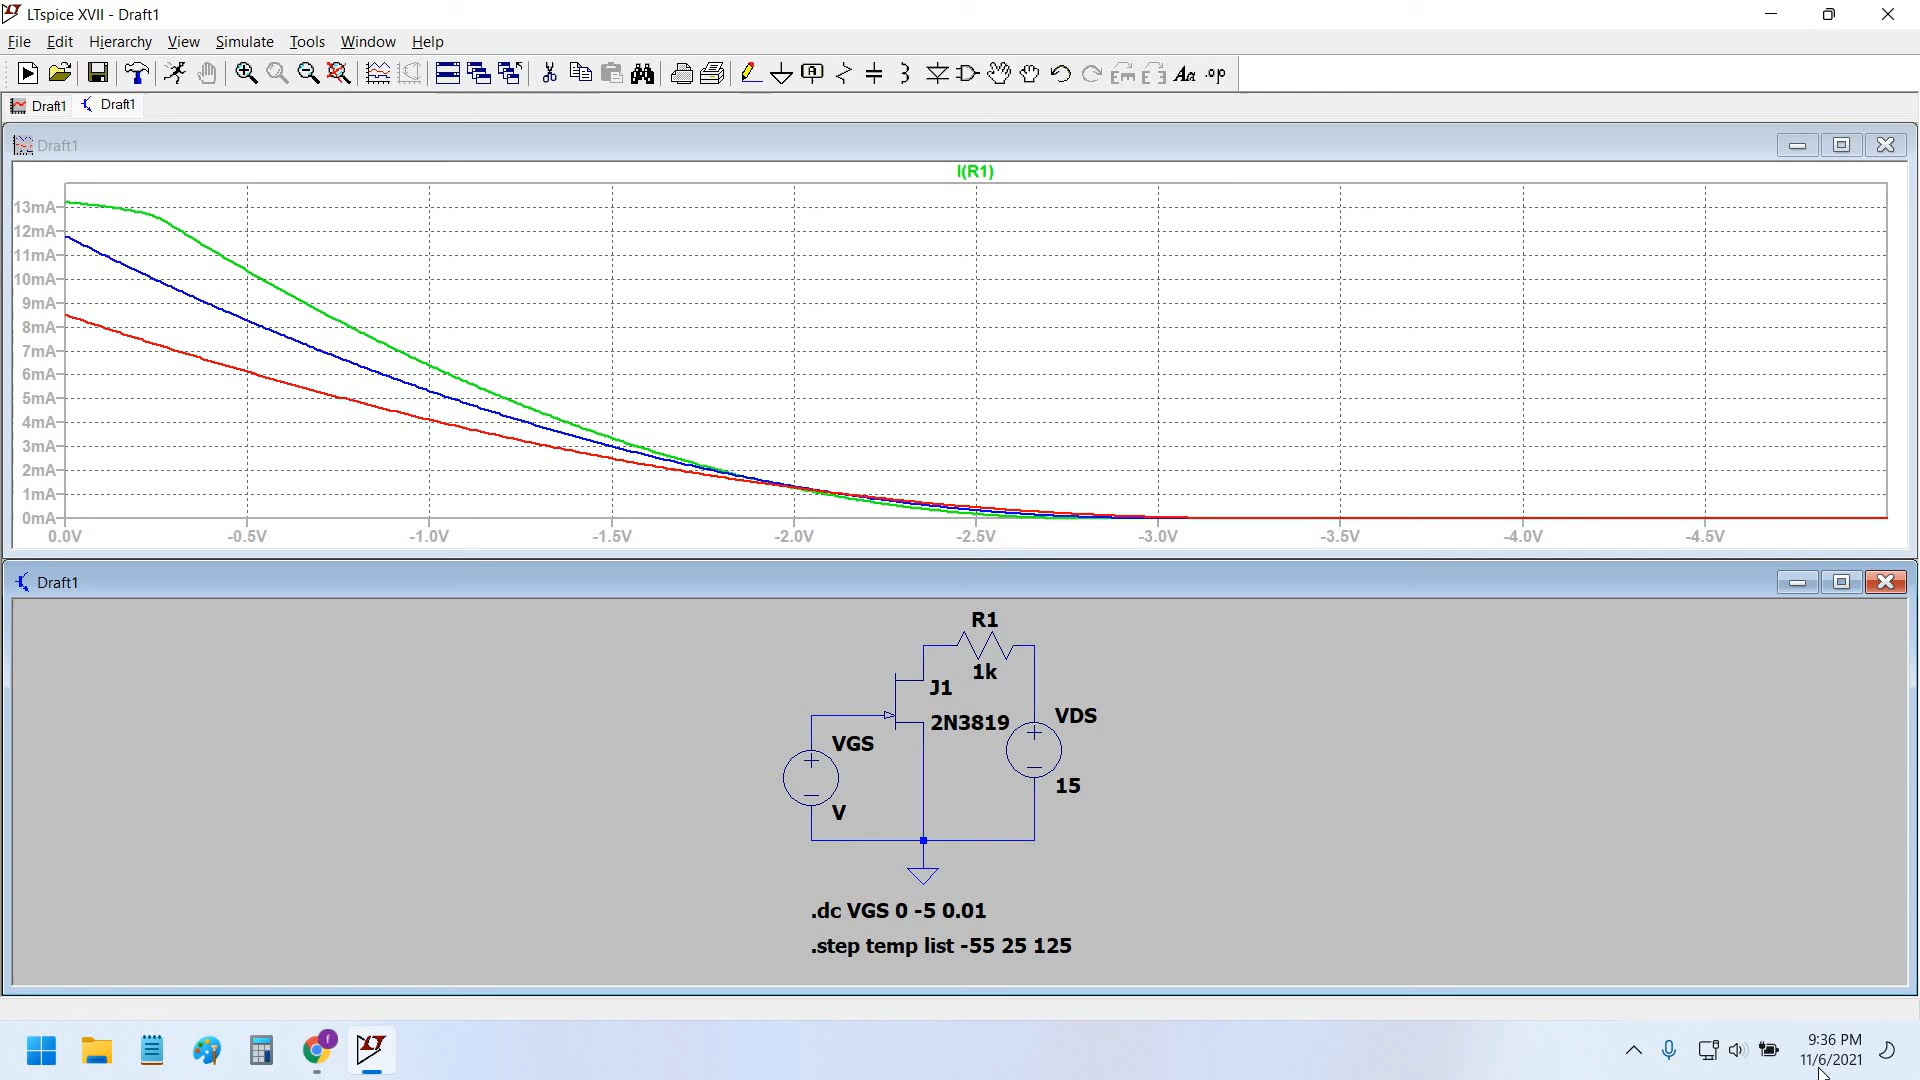 LTspice XVII - Draft1
File Edit Hierarchy View Simulate Tools Window Help
Draft1 Draft1
Draft1
I(R1)
13mA
12mA
11mA
10mA
9mA
8mA
7mA
6mA
5mA
4mA
3mA
2mA
1mA
0mA
0.0V -0.5V -1.0V -1.5V -2.0V -2.5V -3.0V -3.5V -4.0V -4.5V
Draft1
R1
1k
J1
2N3819
VDS
VGS
15
V
.dc VGS 0 -5 0.01
.step temp list -55 25 125
9:36 PM
11/6/2021